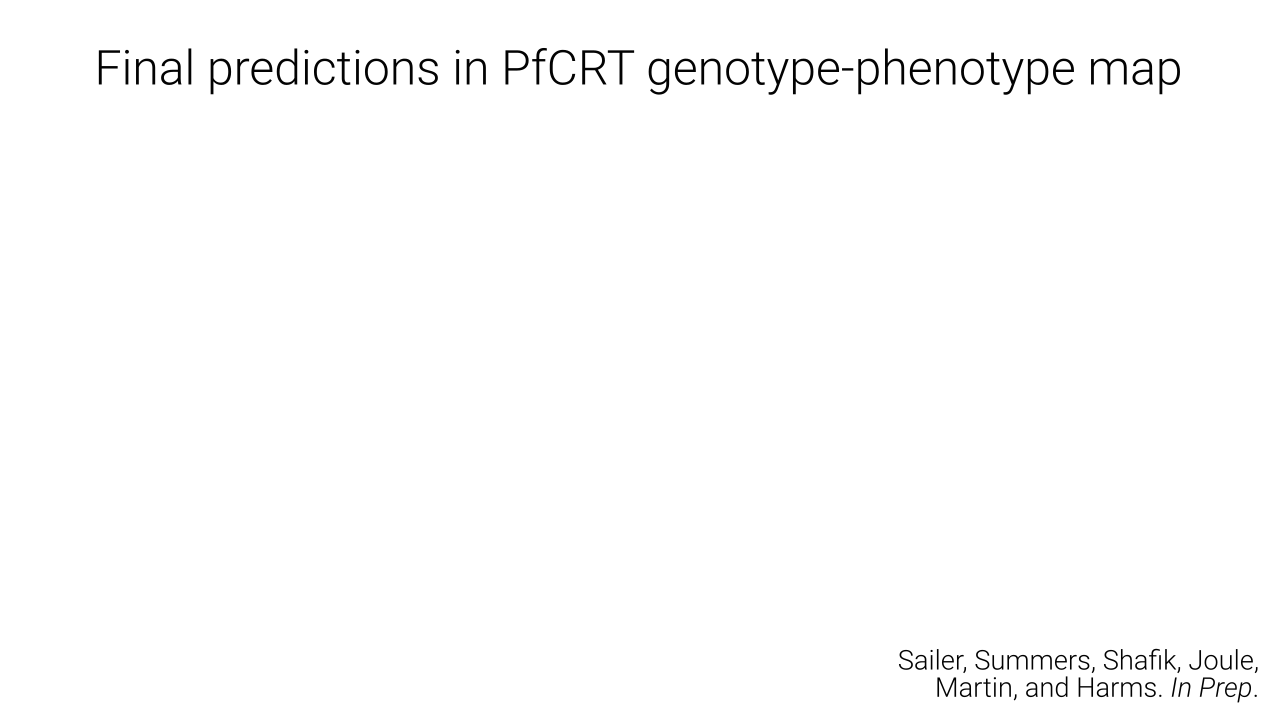 Final predictions in PfCRT genotype-phenotype map
Sailer, Summers, Shafik, Joule,
Martin, and Harms. In Prep.